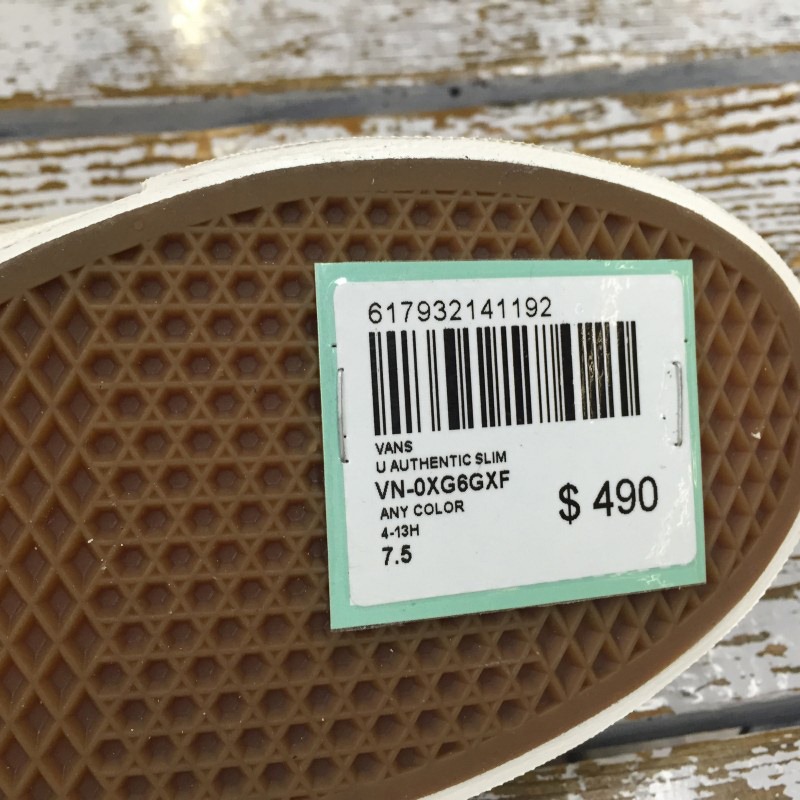 617932141192
VANS
U AUTHENTIC SLIM
VN-0XG6GXF
ANY COLOR
4-13H
7.5
$ 490